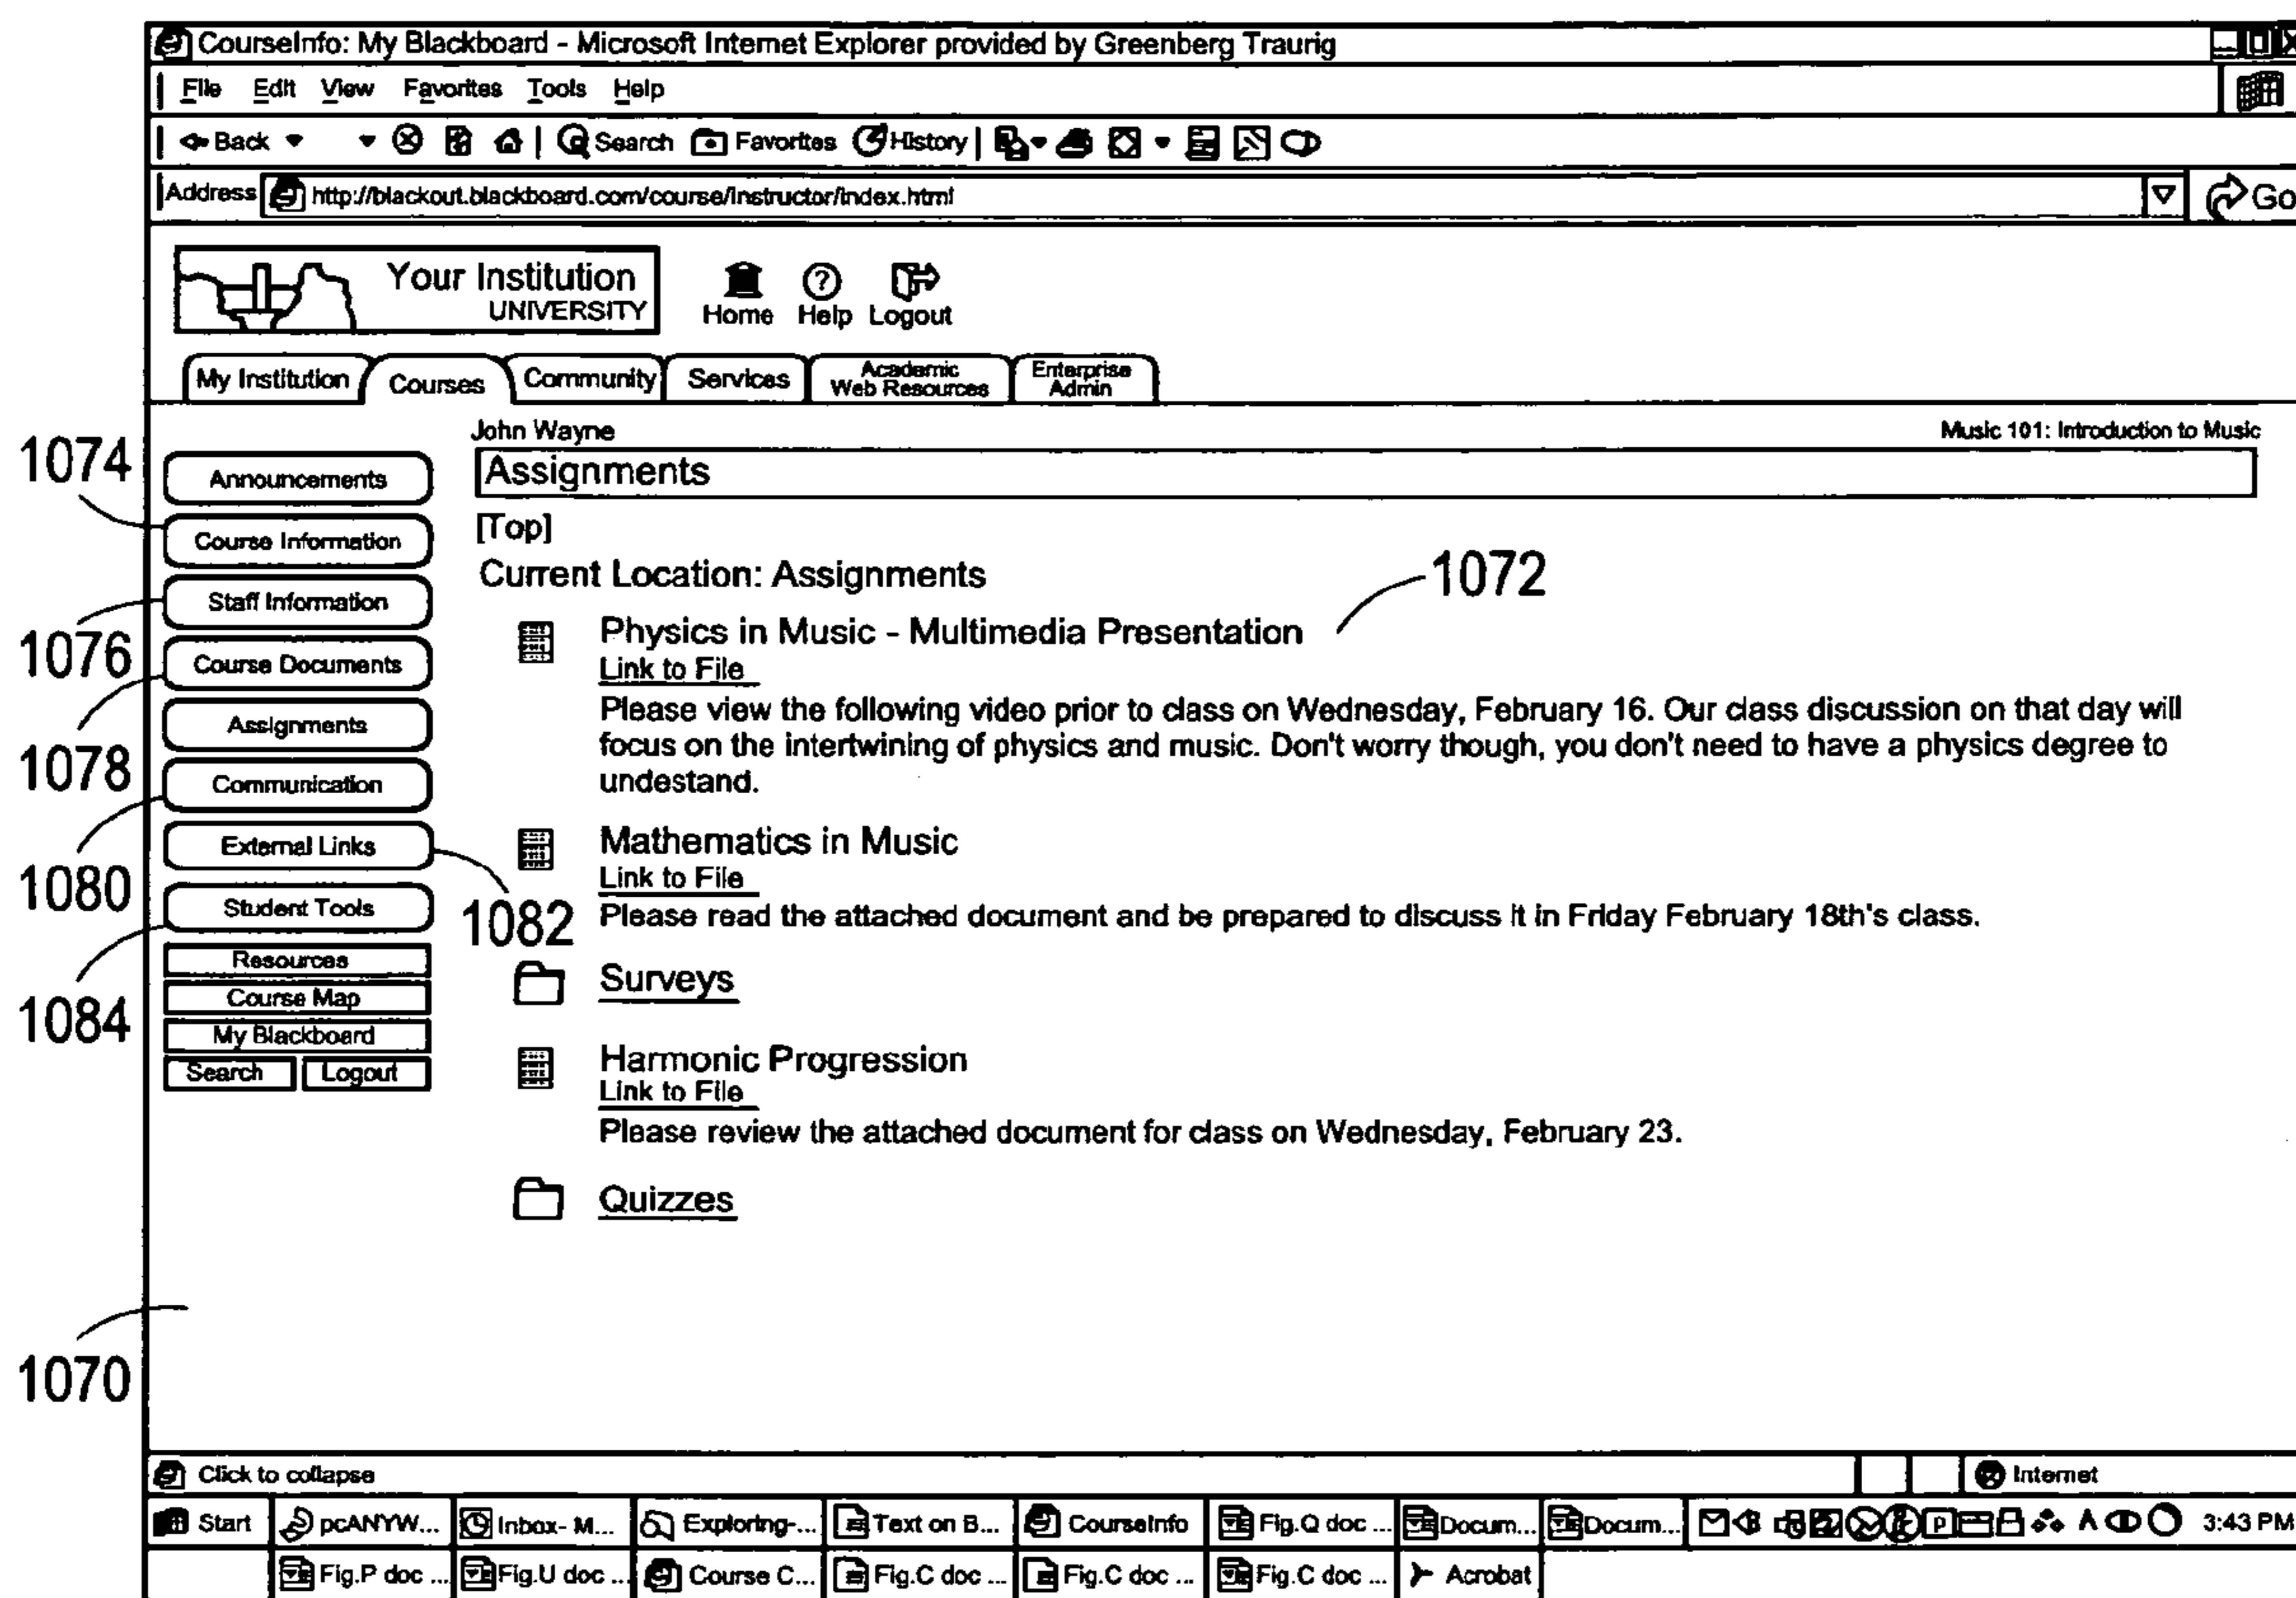 CourseInfo: My Blackboard - Microsoft Internet Explorer provided by Greenberg Traurig
File Edit View Favorites Tools Help
Back Search Favorites History
Address http://blackout.blackboard.com/course/instructor/index.html Go
Your Institution
UNIVERSITY
Home Help Logout
My Institution Courses Community Services Academic Web Resources Enterprise Admin
John Wayne Music 101: Introduction to Music
1074
Announcements
Assignments
Course Information
[Top]
Current Location: Assignments
1072
Staff Information
1076
Physics in Music - Multimedia Presentation
Course Documents
Link to File
Please view the following video prior to class on Wednesday, February 16. Our class discussion on that day will
focus on the intertwining of physics and music. Don't worry though, you don't need to have a physics degree to
undestand.
Assignments
1078
Communication
External Links
Mathematics in Music
1080
Link to File
Student Tools
1082
Please read the attached document and be prepared to discuss it in Friday February 18th's class.
Resources
Surveys
Course Map
1084
My Blackboard
Search Logout
Harmonic Progression
Link to File
Please review the attached document for class on Wednesday, February 23.
Quizzes
1070
Click to collapse Internet
Start pcANYW... Inbox- M... Exploring-... Text on B... CourseInfo Fig.Q doc ... Docum... Docum... P A 3:43 PM
Fig.P doc ... Fig.U doc ... Course C... Fig.C doc ... Fig.C doc ... Fig.C doc ... Acrobat